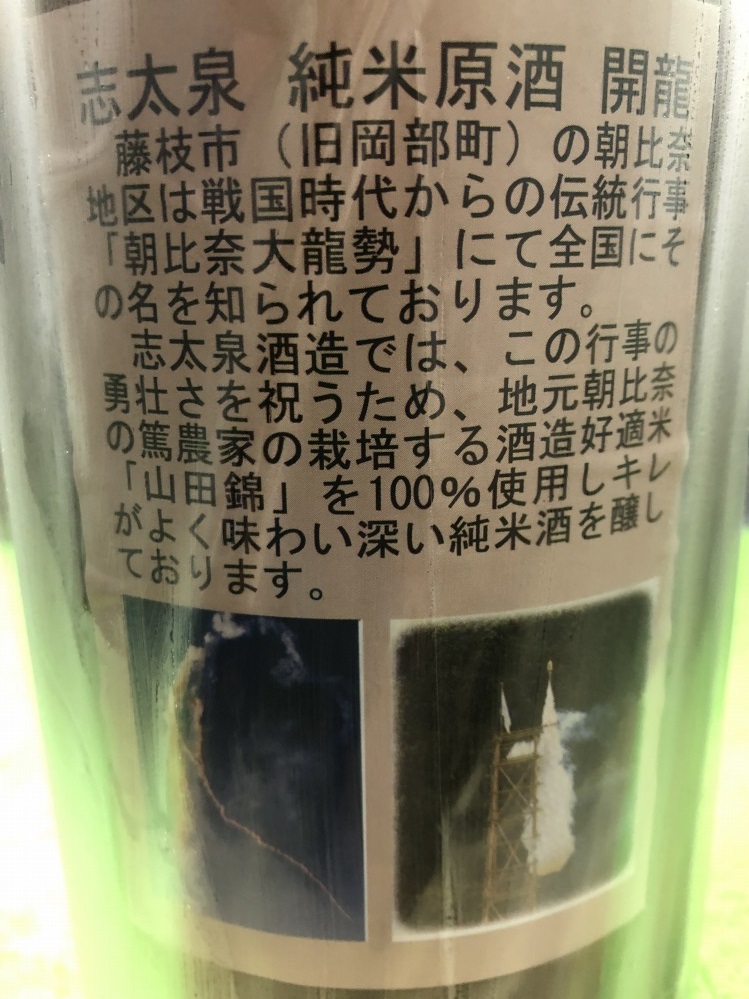 志太泉 純米原酒 開龍
藤枝市（旧岡部町）の朝比奈
地区は戦国時代からの伝統行事
「朝比奈大龍勢」にて全国にそ
の名を知られております。
志太泉酒造では、この行事の
勇壮さを祝うため、地元朝比奈
の篤農家の栽培する酒造好適米
「山田錦」を100%使用しキレ
がよく味わい深い純米酒を醸し
ております。